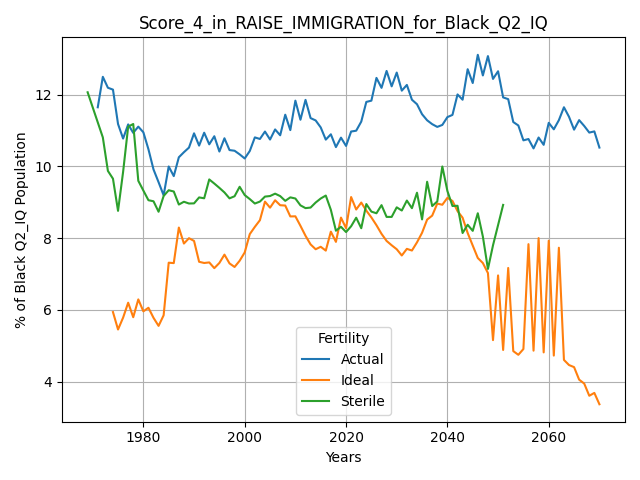 Score_4_in_RAISE_IMMIGRATION_for_Black_Q2_IQ
% of Black Q2_IQ Population
12
10
8
6
4
Fertility
Actual
Ideal
Sterile
1980
2000
2020
2040
2060
Years